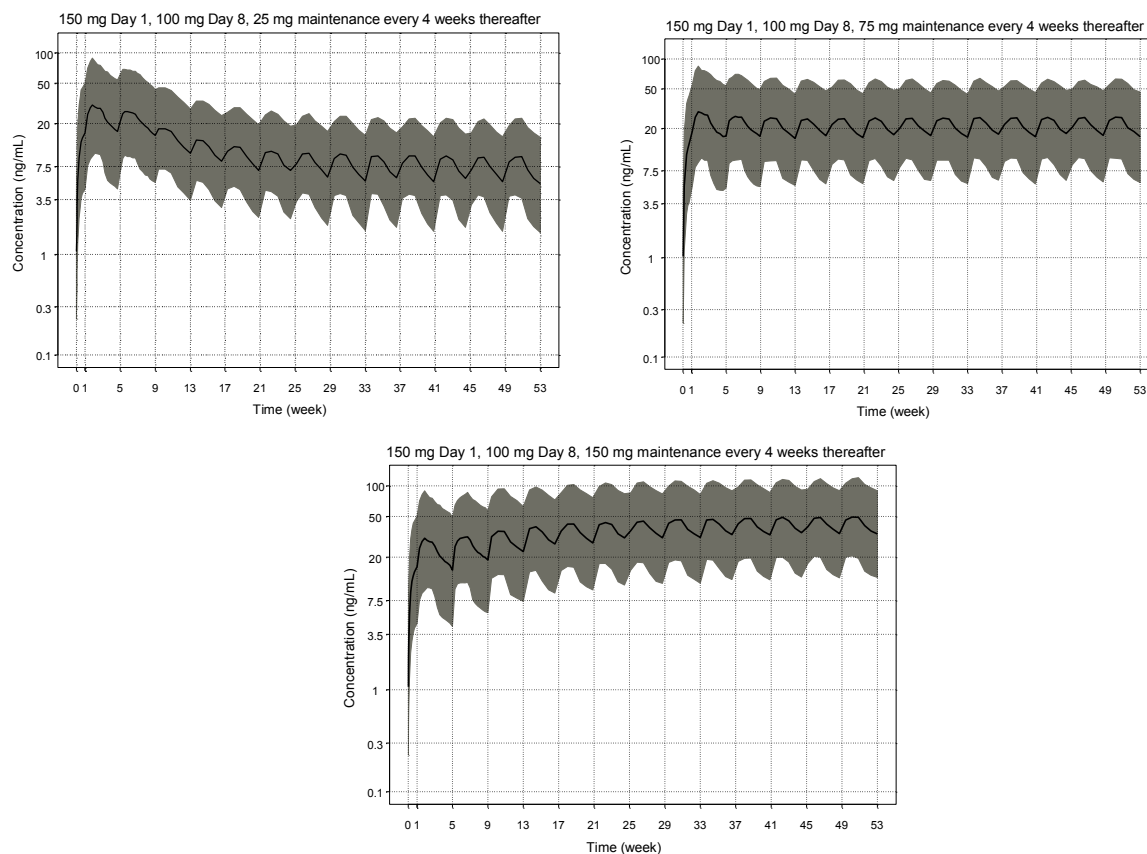 150 mg Day 1, 100 mg Day 8, 25 mg maintenance every 4 weeks thereafter
Concentration (ng/mL)
100
50
20
7.5
3.5
1
0.3
0.1
0 1 5 9 13 17 21 25 29 33 37 41 45 49 53
Time (week)
150 mg Day 1, 100 mg Day 8, 75 mg maintenance every 4 weeks thereafter
Concentration (ng/mL)
100
50
20
7.5
3.5
1
0.3
0.1
0 1 5 9 13 17 21 25 29 33 37 41 45 49 53
Time (week)
150 mg Day 1, 100 mg Day 8, 150 mg maintenance every 4 weeks thereafter
Concentration (ng/mL)
100
50
20
7.5
3.5
1
0.3
0.1
0 1 5 9 13 17 21 25 29 33 37 41 45 49 53
Time (week)